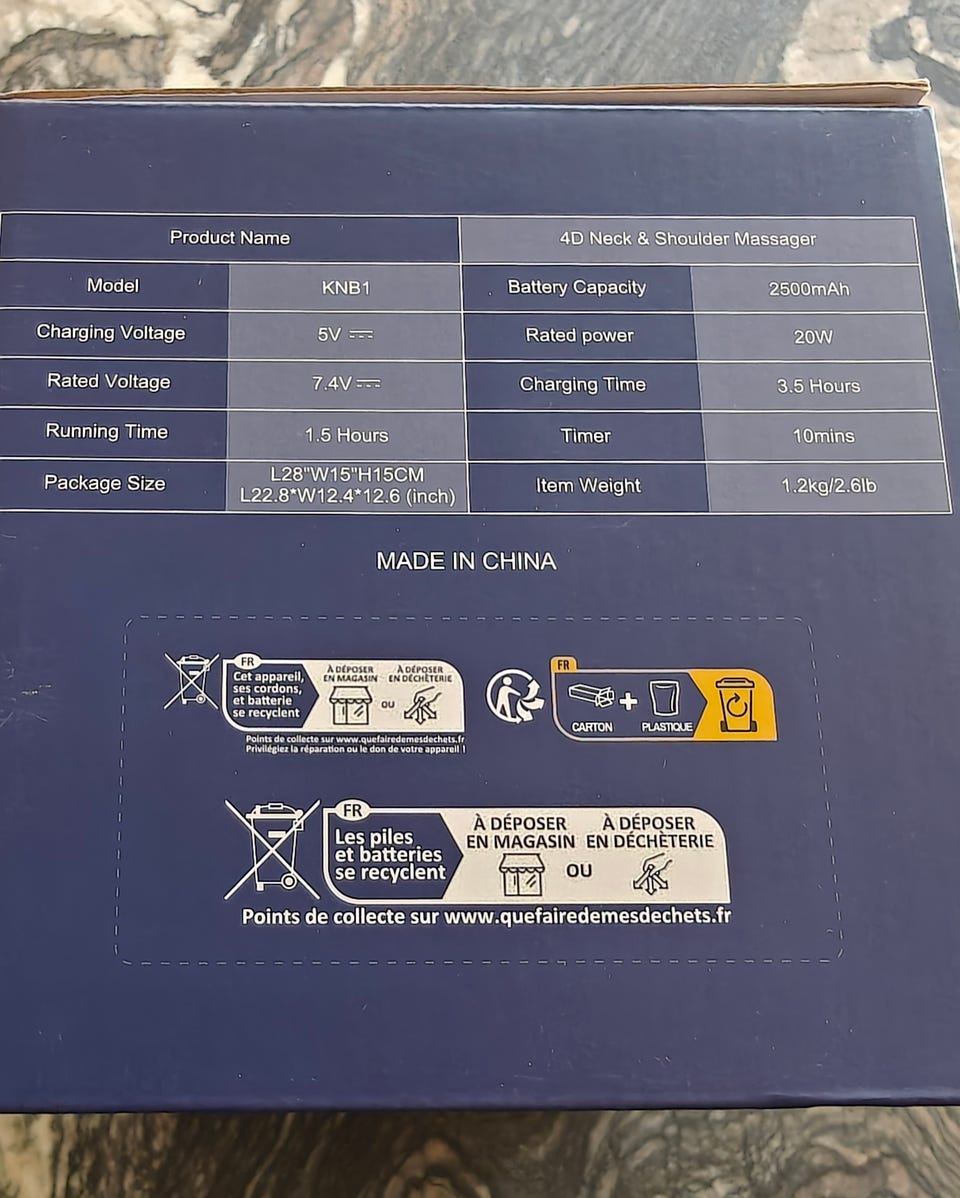 Product Name 4D Neck & Shoulder Massager
Model KNB1 Battery Capacity 2500mAh
Charging Voltage 5V ⎓ Rated power 20W
Rated Voltage 7.4V ⎓ Charging Time 3.5 Hours
Running Time 1.5 Hours Timer 10mins
Package Size L28"W15"H15CM
L22.8*W12.4*12.6 (inch) Item Weight 1.2kg/2.6lb
MADE IN CHINA
FR
Cet appareil,
ses cordons,
et batterie
se recyclent
À DÉPOSER
EN MAGASIN
OU
À DÉPOSER
EN DÉCHÈTERIE
Points de collecte sur www.quefairedemesdechets.fr
Privilégiez la réparation ou le don de votre appareil !
FR
CARTON + PLASTIQUE
FR
Les piles
et batteries
se recyclent
À DÉPOSER
EN MAGASIN
OU
À DÉPOSER
EN DÉCHÈTERIE
Points de collecte sur www.quefairedemesdechets.fr